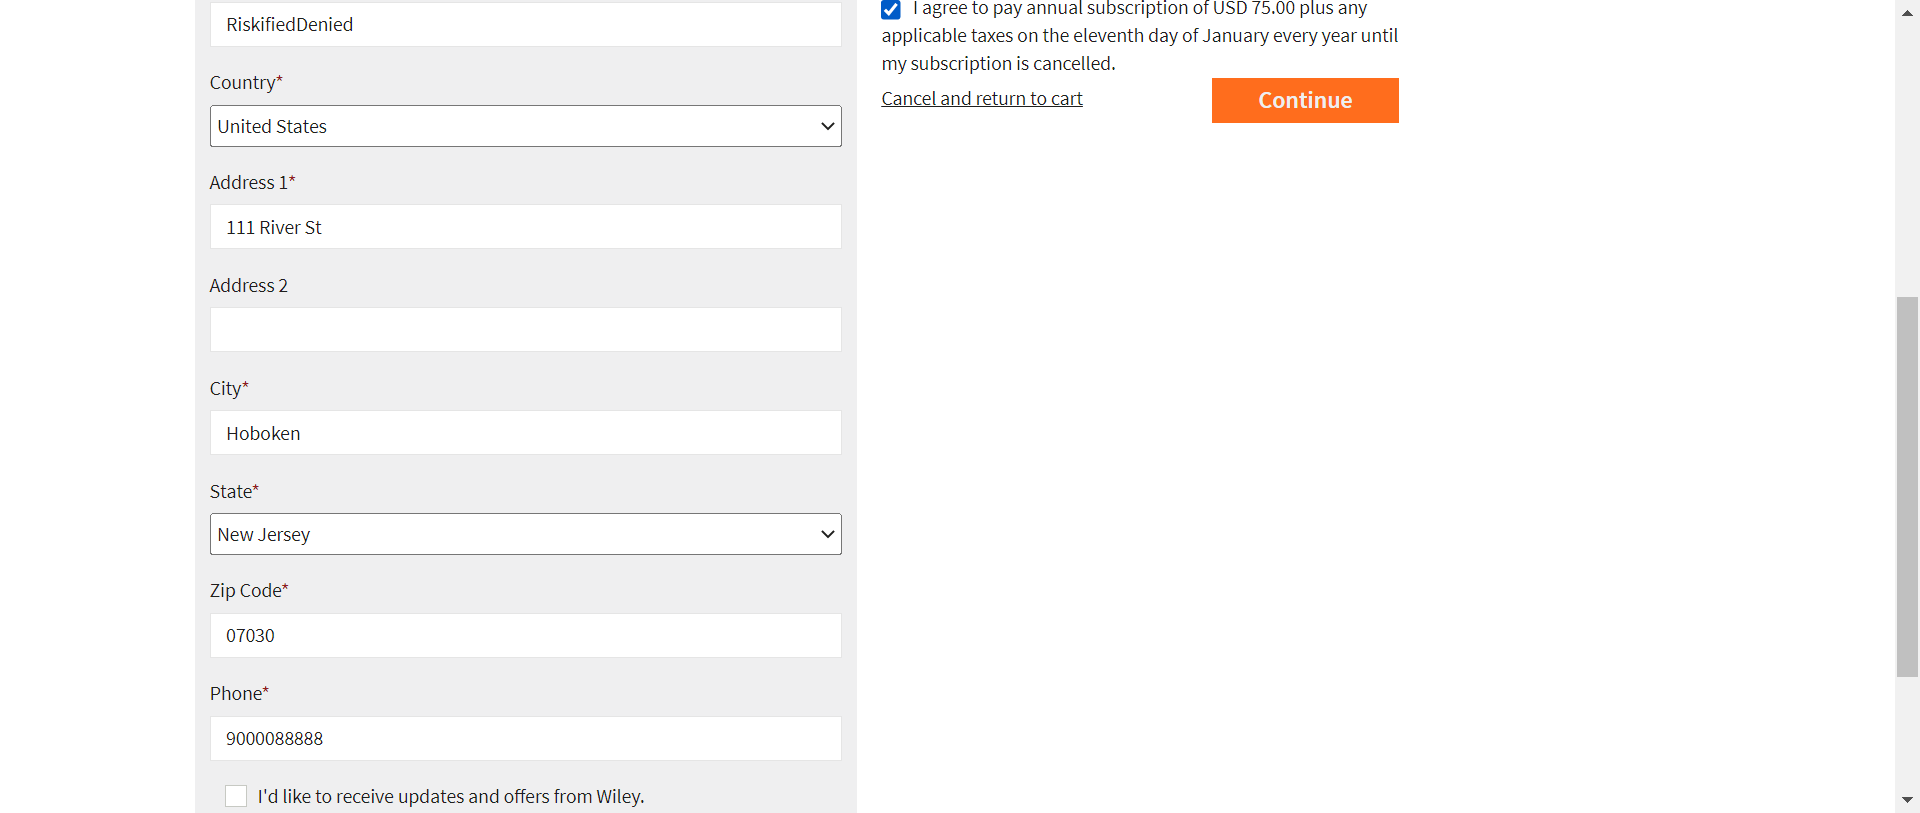 RiskifiedDenied
Country*
United States
Address 1*
111 River St
Address 2
City*
Hoboken
State*
New Jersey
Zip Code*
07030
Phone*
9000088888
I'd like to receive updates and offers from Wiley.
I agree to pay annual subscription of USD 75.00 plus any
applicable taxes on the eleventh day of January every year until
my subscription is cancelled.
Cancel and return to cart
Continue